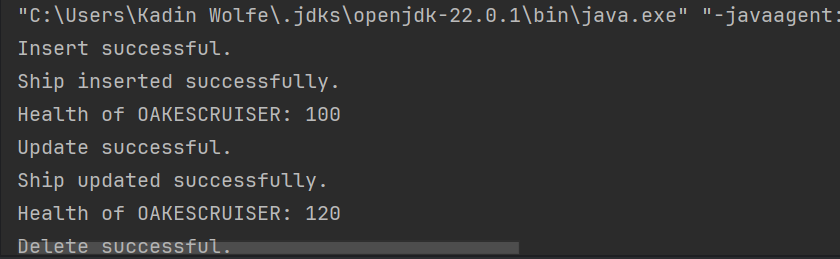 "C:\Users\Kadin Wolfe\.jdks\openjdk-22.0.1\bin\java.exe" "-javaagent:
Insert successful.
Ship inserted successfully.
Health of OAKESCRUISER: 100
Update successful.
Ship updated successfully.
Health of OAKESCRUISER: 120
Delete successful.